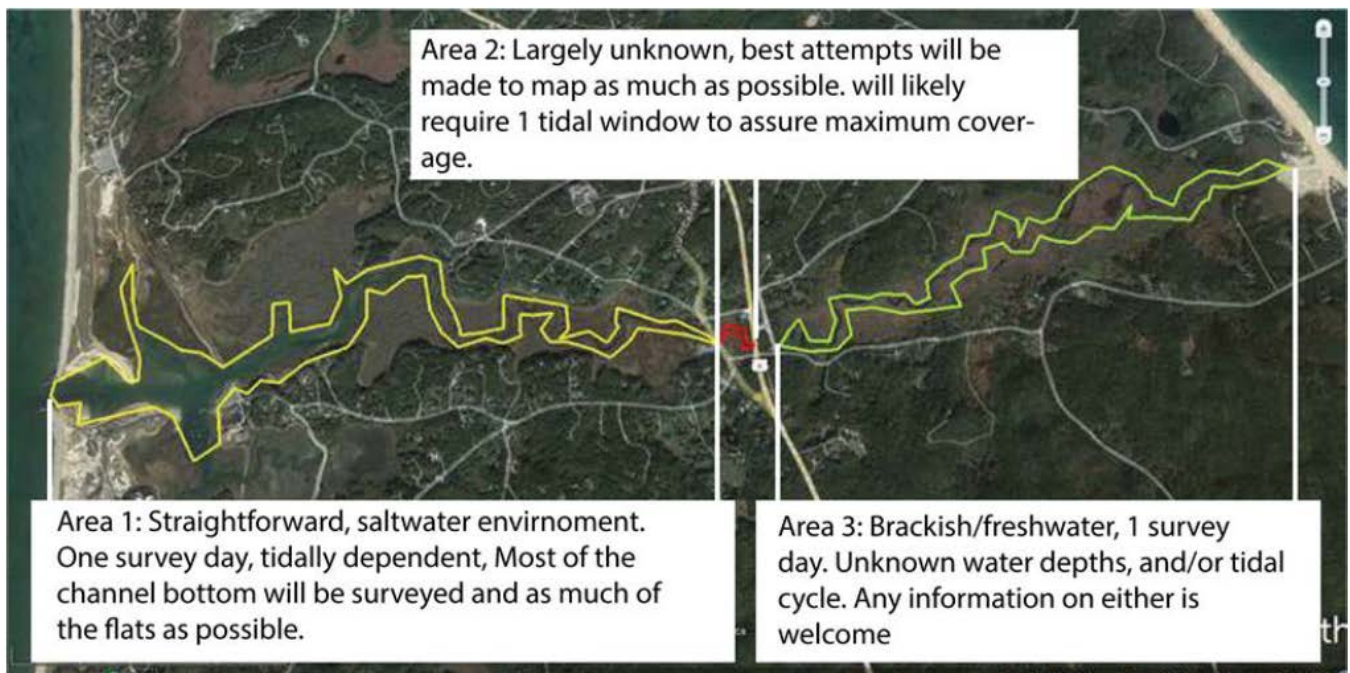 Area 2: Largely unknown, best attempts will be
made to map as much as possible. will likely
require 1 tidal window to assure maximum cover-
age.
Area 1: Straightforward, saltwater envirnoment.
One survey day, tidally dependent, Most of the
channel bottom will be surveyed and as much of
the flats as possible.
Area 3: Brackish/freshwater, 1 survey
day. Unknown water depths, and/or tidal
cycle. Any information on either is
welcome
th